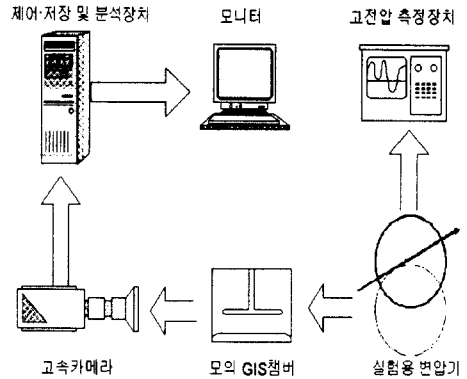 제어·저장 및 분석장치
모니터
고전압 측정장치
고속카메라
모의 GIS챔버
실험용 변압기